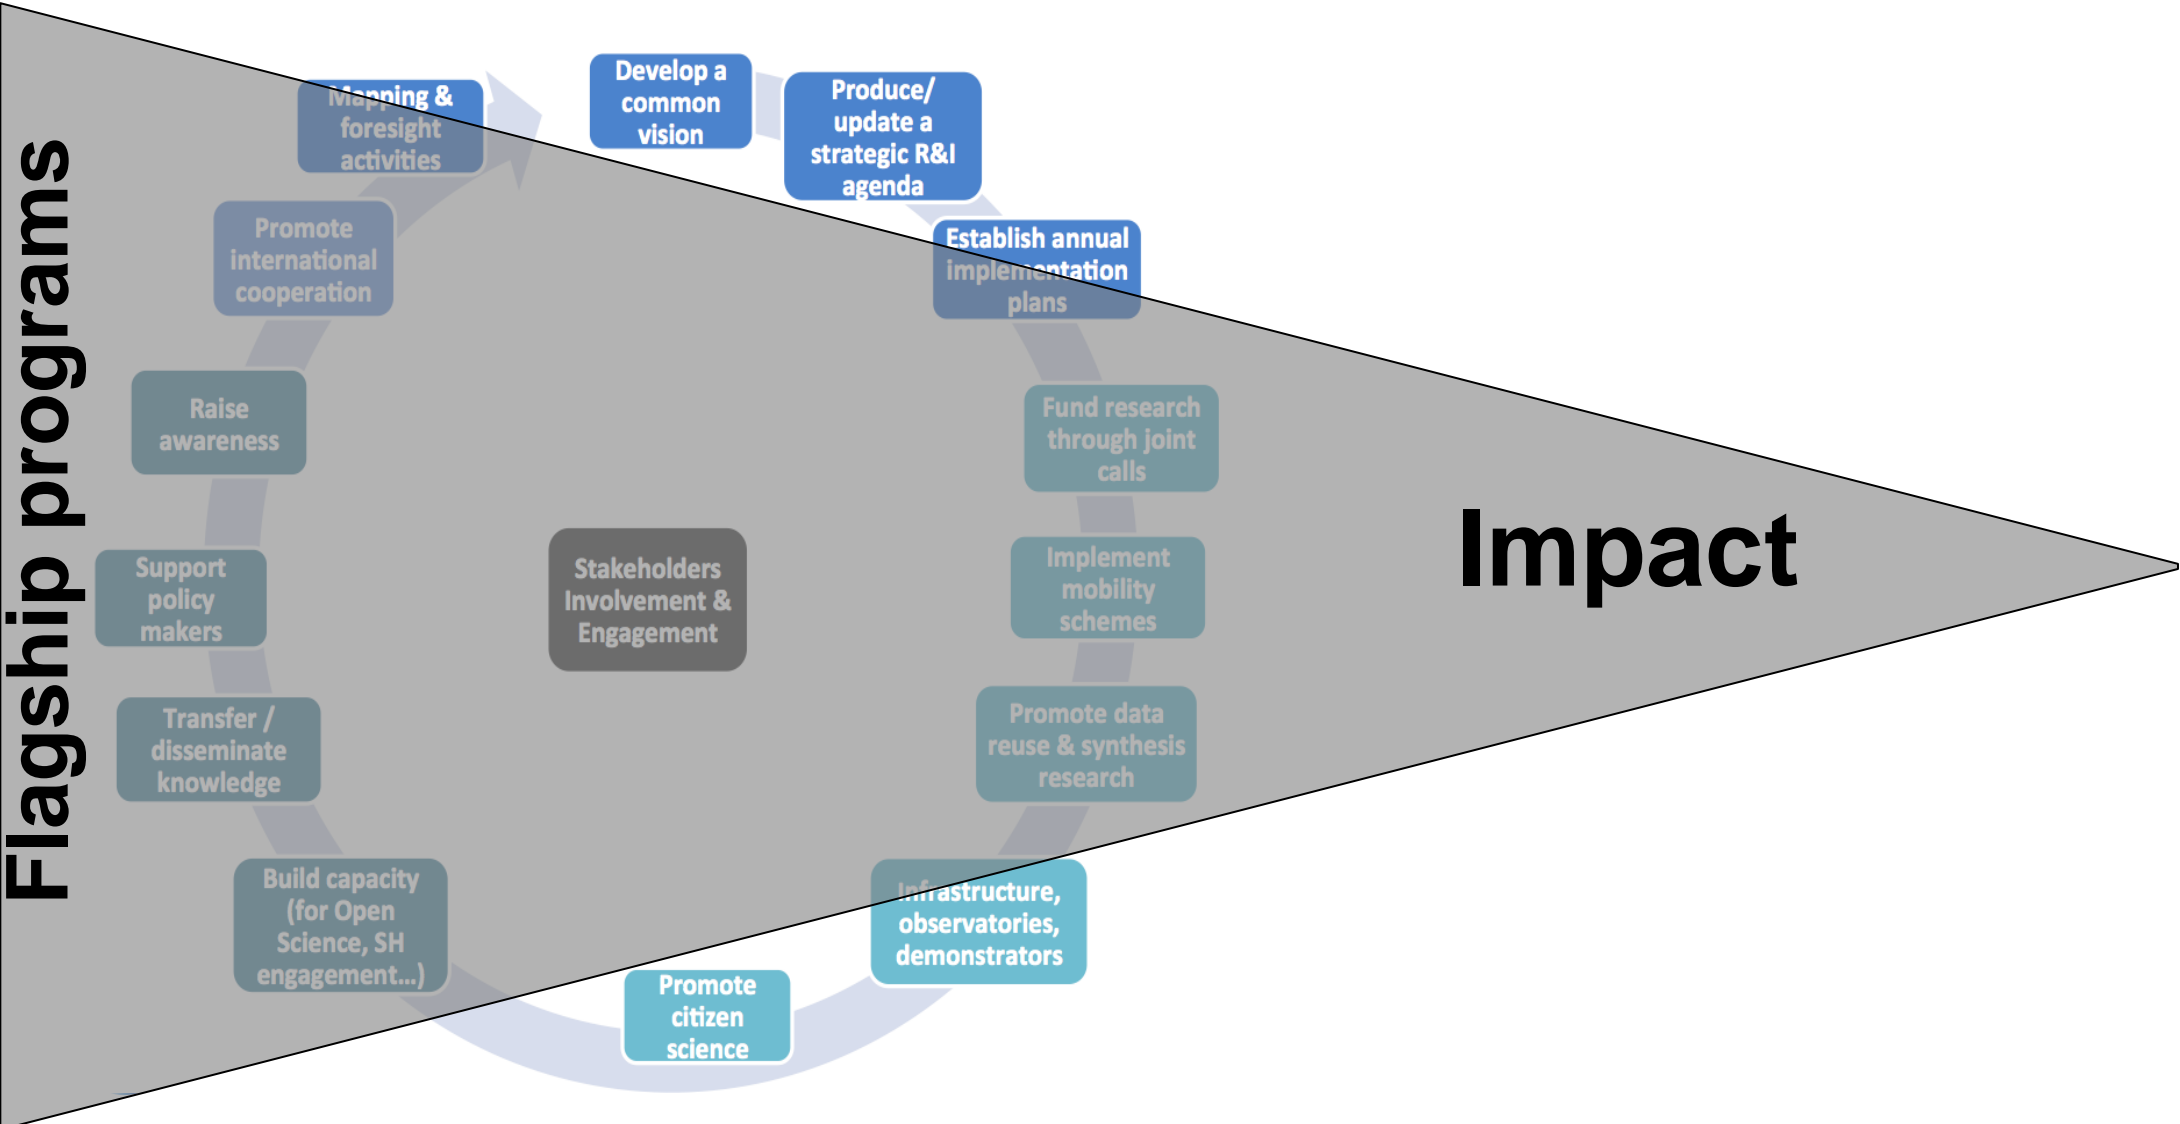 Flagship programs
Develop a
common
vision
Produce/
update a
strategic R&I
agenda
Establish annual
implementation
plans
Fund research
through joint
calls
Implement
mobility
schemes
Promote data
reuse & synthesis
research
Infrastructure,
observatories,
demonstrators
Promote
citizen
science
Build capacity
(for Open
Science, SH
engagement...)
Transfer /
disseminate
knowledge
Support
policy
makers
Raise
awareness
Promote
international
cooperation
Mapping &
foresight
activities
Stakeholders
Involvement &
Engagement
Impact